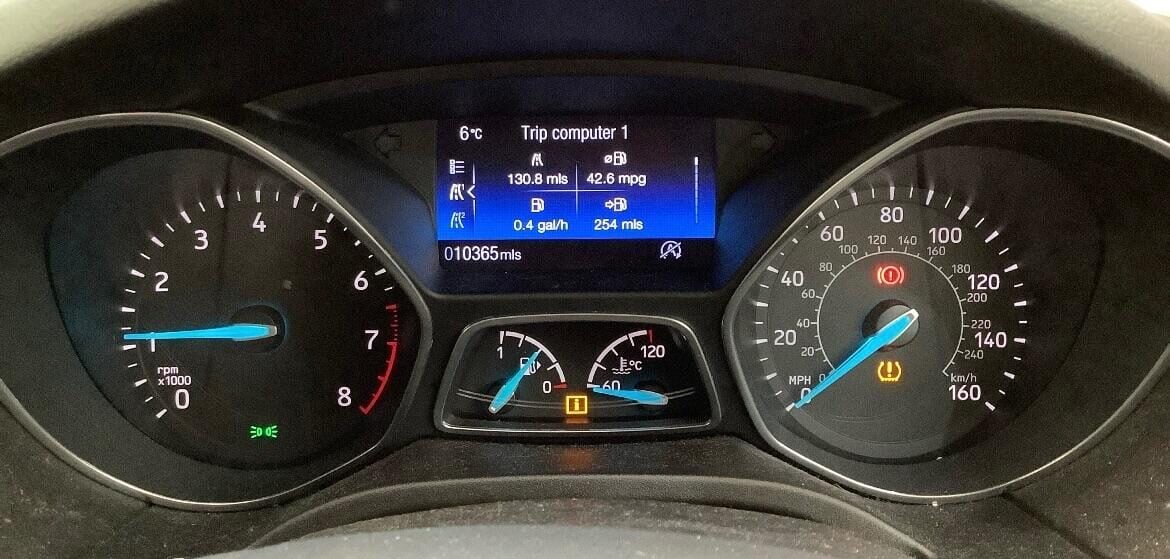 6°C Trip computer 1
130.8 mls 42.6 mpg
0.4 gal/h 254 mls
010365mls
0 1 2 3 4 5 6 7 8
rpm
x1000
1 0
60 120
°C
0 20 40 60 80 100 120 140 160
MPH
0 20 40 60 80 100 120 140 160 180 200 220 240
km/h